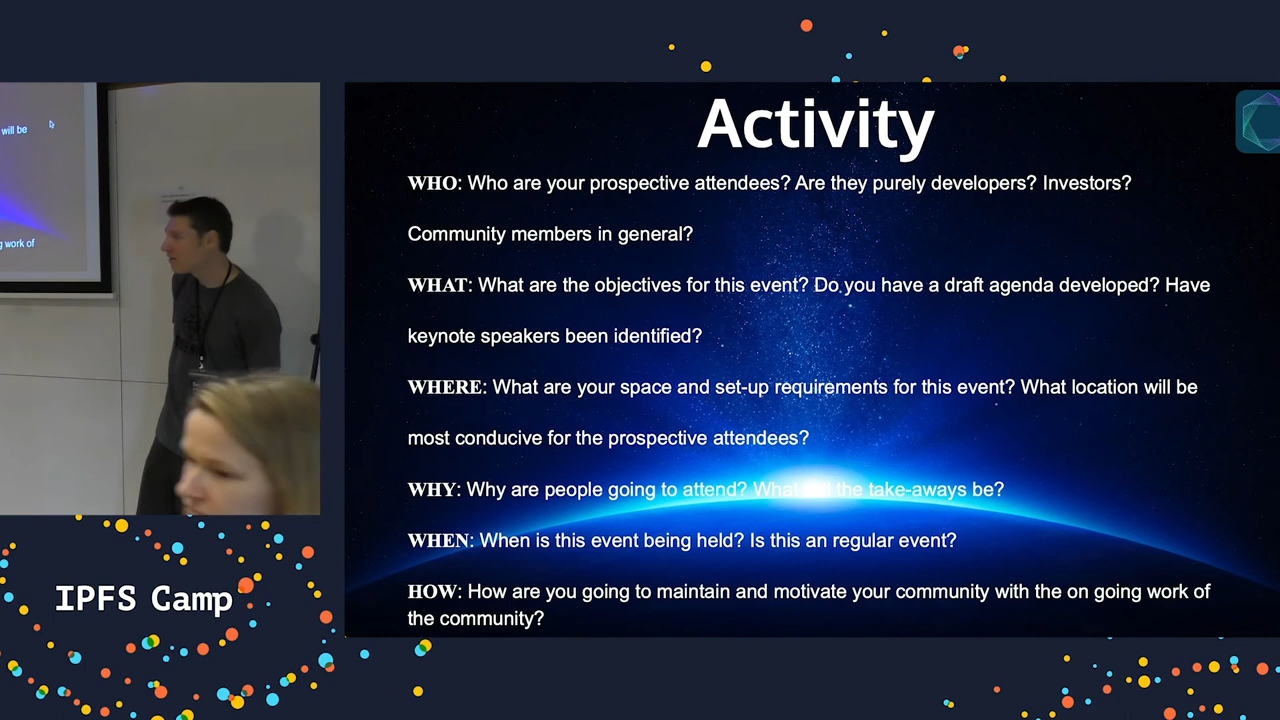 will be
g work of
Activity
WHO: Who are your prospective attendees? Are they purely developers? Investors?
Community members in general?
WHAT: What are the objectives for this event? Do you have a draft agenda developed? Have
keynote speakers been identified?
WHERE: What are your space and set-up requirements for this event? What location will be
most conducive for the prospective attendees?
WHY: Why are people going to attend? What the take-aways be?
WHEN: When is this event being held? Is this an regular event?
HOW: How are you going to maintain and motivate your community with the on going work of
the community?
IPFS Camp